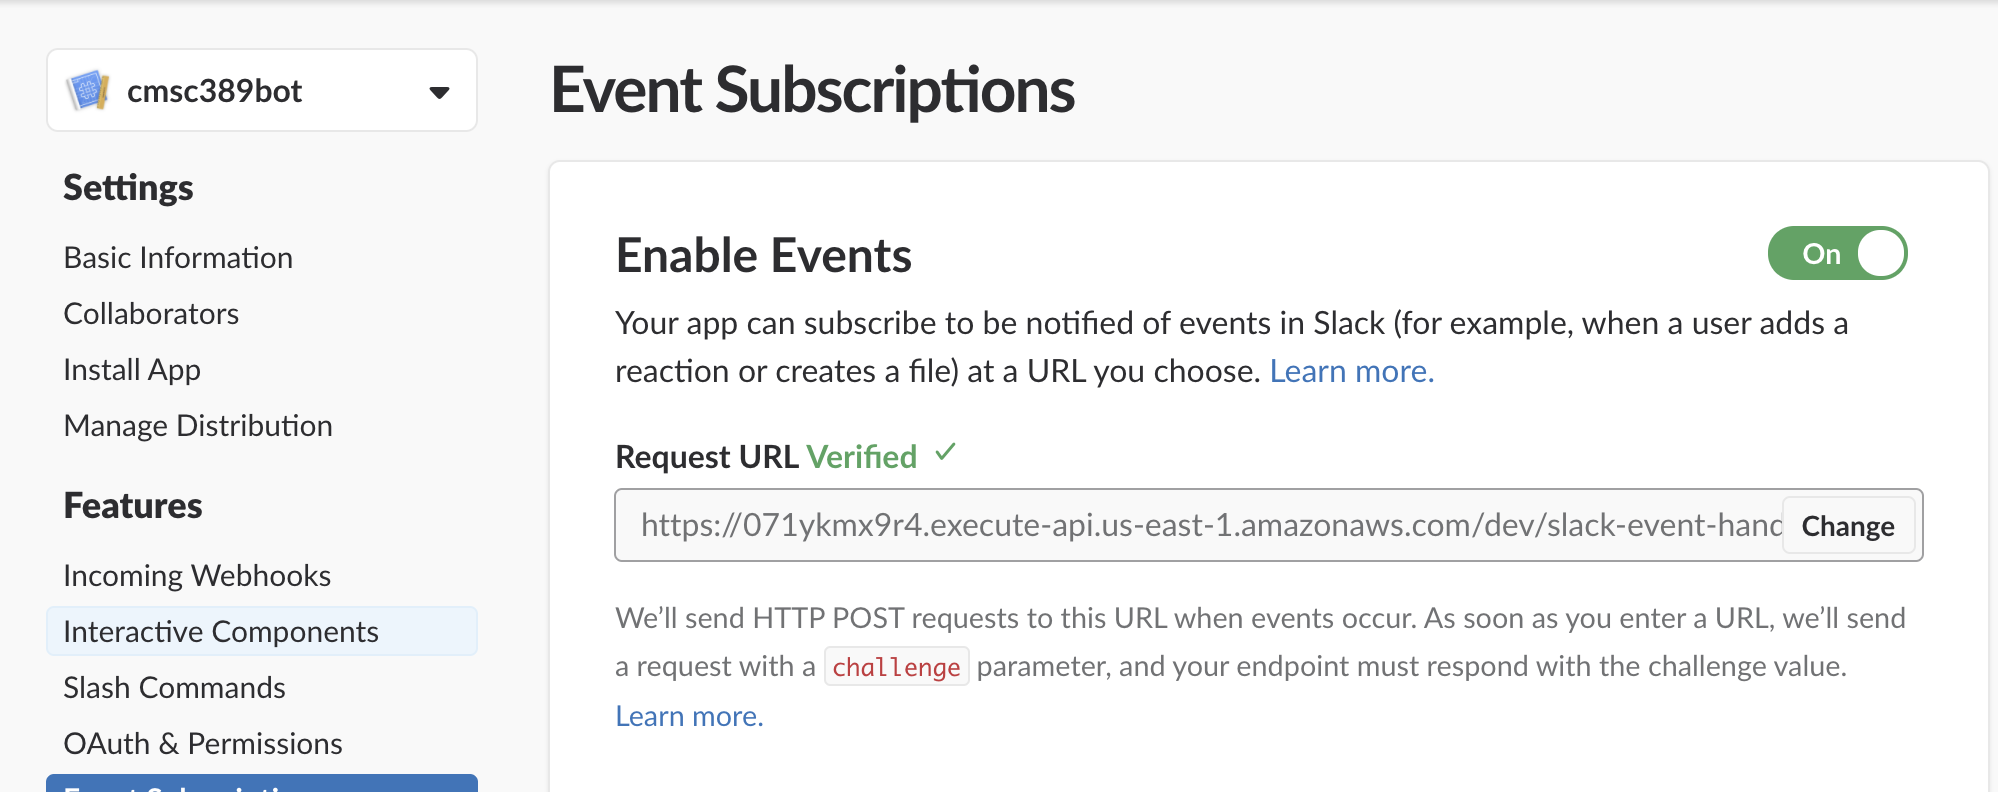 cmsc389bot
Settings
Basic Information
Collaborators
Install App
Manage Distribution
Features
Incoming Webhooks
Interactive Components
Slash Commands
OAuth & Permissions
Event Subscriptions
Enable Events
On
Your app can subscribe to be notified of events in Slack (for example, when a user adds a
reaction or creates a file) at a URL you choose. Learn more.
Request URL Verified ✓
https://071ykmx9r4.execute-api.us-east-1.amazonaws.com/dev/slack-event-hand
Change
We’ll send HTTP POST requests to this URL when events occur. As soon as you enter a URL, we’ll send
a request with a challenge parameter, and your endpoint must respond with the challenge value.
Learn more.